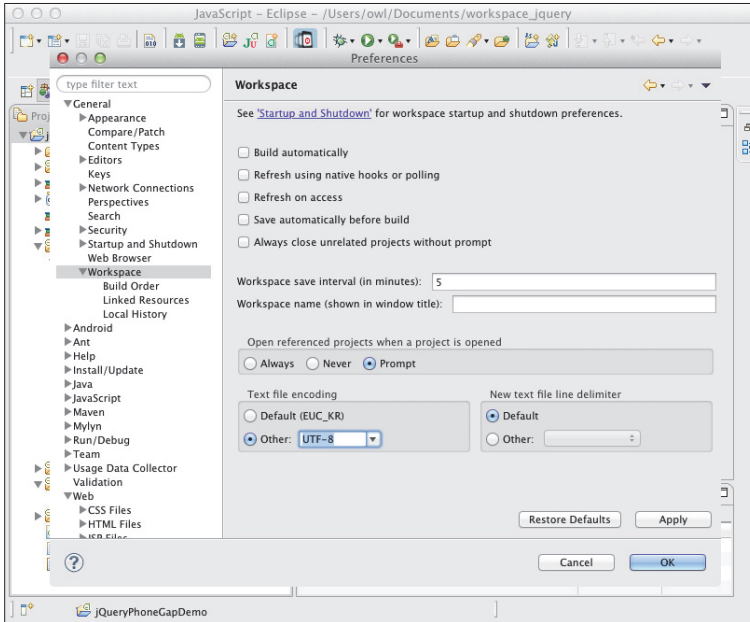 JavaScript – Eclipse – /Users/owl/Documents/workspace_jquery
Preferences
type filter text
General
Appearance
Compare/Patch
Content Types
Editors
Keys
Network Connections
Perspectives
Search
Security
Startup and Shutdown
Web Browser
Workspace
Build Order
Linked Resources
Local History
Android
Ant
Help
Install/Update
Java
JavaScript
Maven
Mylyn
Run/Debug
Team
Usage Data Collector
Validation
Web
CSS Files
HTML Files
JSP Files
Workspace
See 'Startup and Shutdown' for workspace startup and shutdown preferences.
Build automatically
Refresh using native hooks or polling
Refresh on access
Save automatically before build
Always close unrelated projects without prompt
Workspace save interval (in minutes): 5
Workspace name (shown in window title):
Open referenced projects when a project is opened
Always Never Prompt
Text file encoding
Default (EUC_KR)
Other: UTF-8
New text file line delimiter
Default
Other:
Restore Defaults Apply
? Cancel OK
jQueryPhoneGapDemo